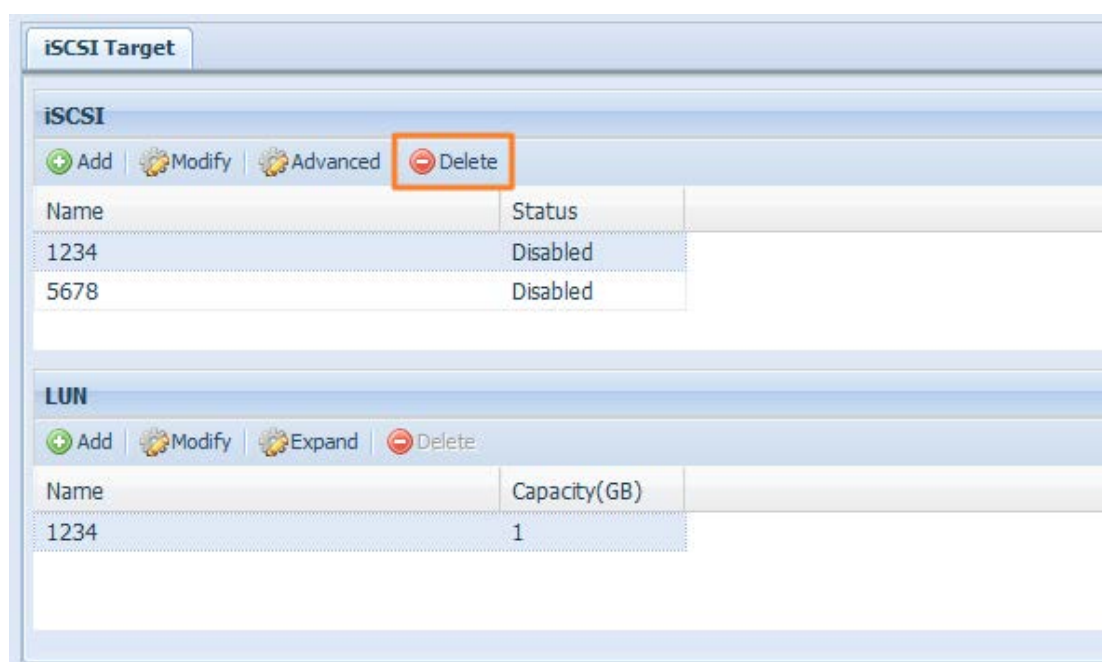 iSCSI Target
iSCSI
Add Modify Advanced Delete
Name Status
1234 Disabled
5678 Disabled
LUN
Add Modify Expand Delete
Name Capacity(GB)
1234 1